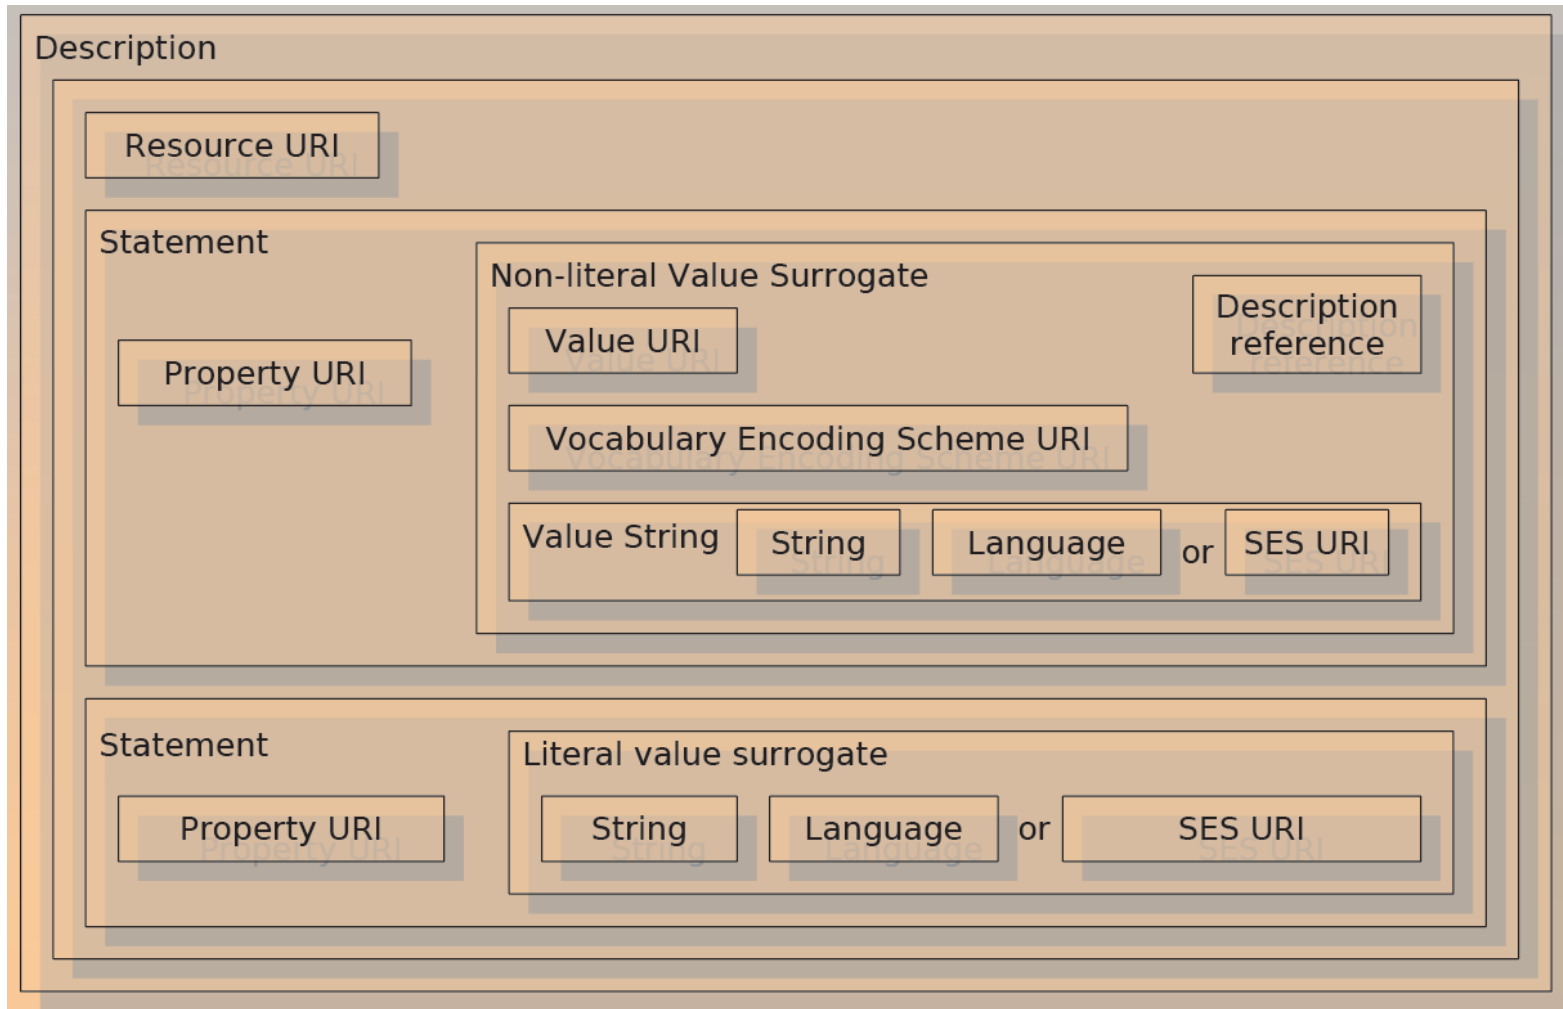 Description
Resource URI
Statement
Non-literal Value Surrogate
Description
reference
Value URI
Property URI
Vocabulary Encoding Scheme URI
Value String String Language or SES URI
Statement
Literal value surrogate
Property URI String Language or SES URI